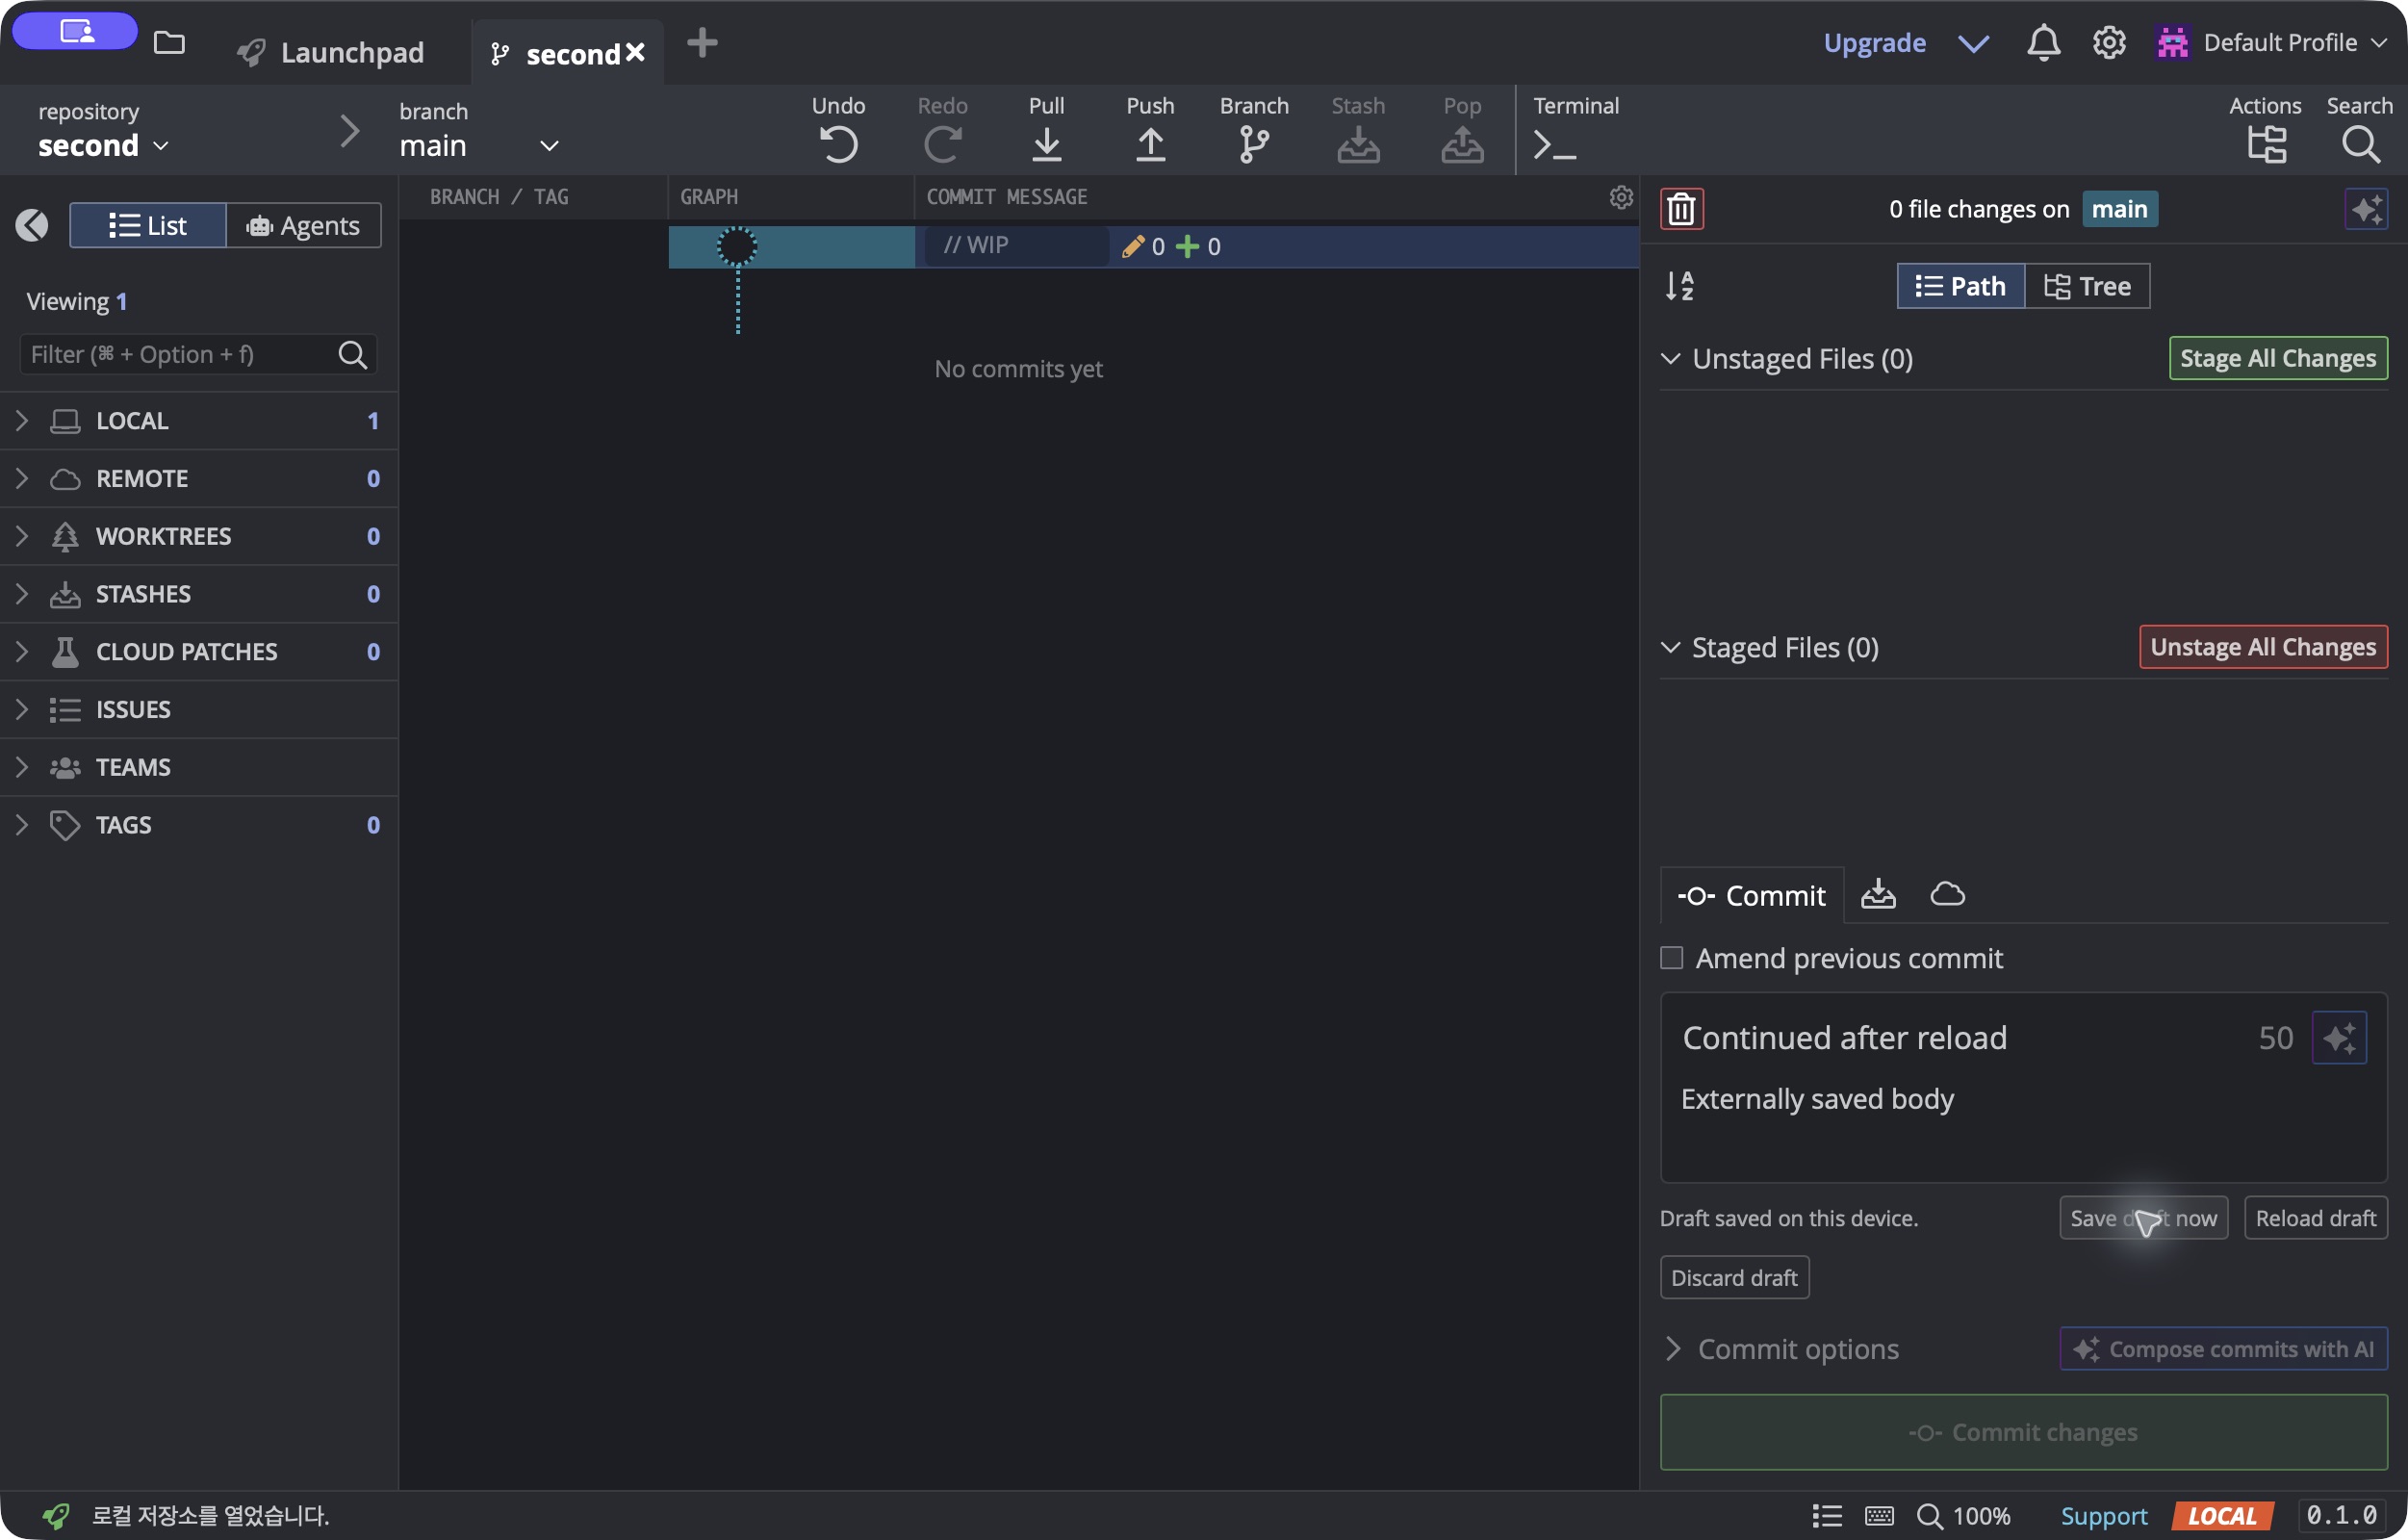 Launchpad
second
Upgrade
Default Profile
repository
second
branch
main
Undo
Redo
Pull
Push
Branch
Stash
Pop
Terminal
Actions
Search
List
Agents
Viewing 1
Filter (⌘ + Option + f)
LOCAL 1
REMOTE 0
WORKTREES 0
STASHES 0
CLOUD PATCHES 0
ISSUES
TEAMS
TAGS 0
BRANCH / TAG
GRAPH
COMMIT MESSAGE
// WIP
0
0
No commits yet
0 file changes on main
Path
Tree
Unstaged Files (0)
Stage All Changes
Staged Files (0)
Unstage All Changes
Commit
Amend previous commit
Continued after reload
50
Externally saved body
Draft saved on this device.
Save draft now
Reload draft
Discard draft
Commit options
Compose commits with AI
Commit changes
로컬 저장소를 열었습니다.
100%
Support
LOCAL
0.1.0